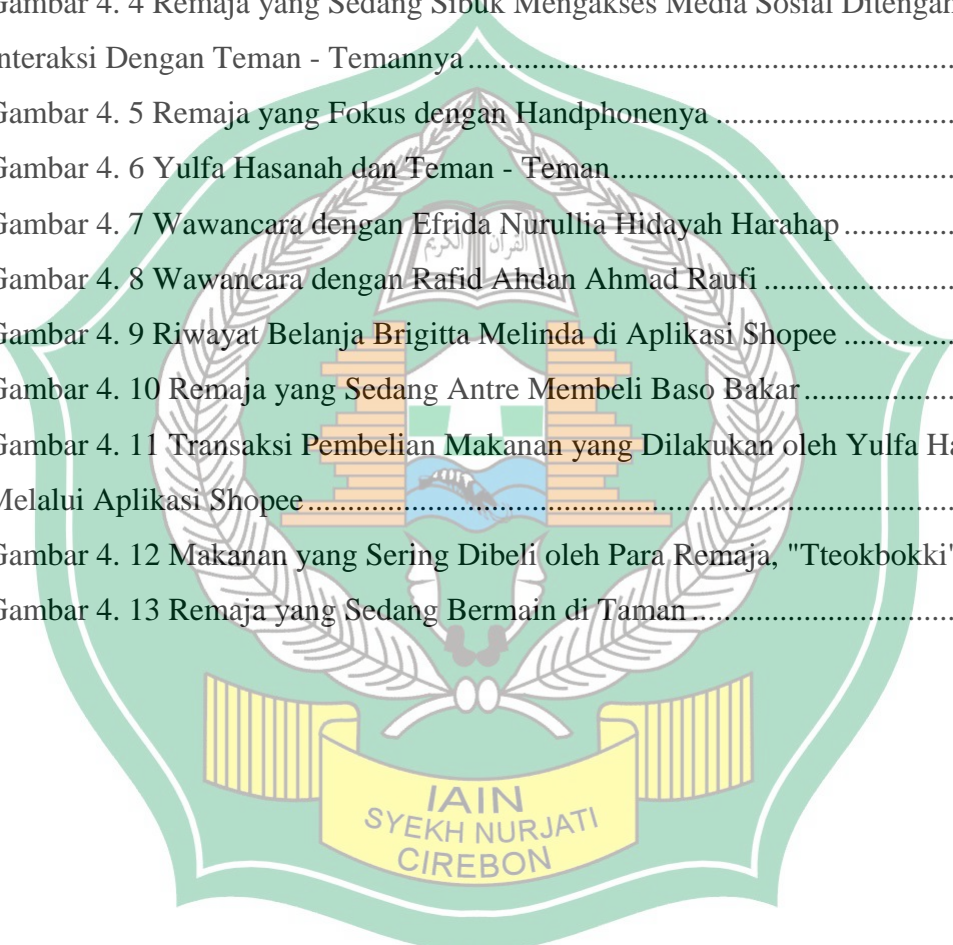 Gambar 4. 4 Remaja yang Sedang Sibuk Mengakses Media Sosial Ditengah
Interaksi Dengan Teman - Temannya
Gambar 4. 5 Remaja yang Fokus dengan Handphonenya
Gambar 4. 6 Yulfa Hasanah dan Teman - Teman
Gambar 4. 7 Wawancara dengan Efrida Nurullia Hidayah Harahap
Gambar 4. 8 Wawancara dengan Rafid Ahdan Ahmad Raufi
Gambar 4. 9 Riwayat Belanja Brigitta Melinda di Aplikasi Shopee
Gambar 4. 10 Remaja yang Sedang Antre Membeli Baso Bakar
Gambar 4. 11 Transaksi Pembelian Makanan yang Dilakukan oleh Yulfa Ha
Melalui Aplikasi Shopee
Gambar 4. 12 Makanan yang Sering Dibeli oleh Para Remaja, "Tteokbokki"
Gambar 4. 13 Remaja yang Sedang Bermain di Taman
القرآن الكريم
IAIN
SYEKH NURJATI
CIREBON